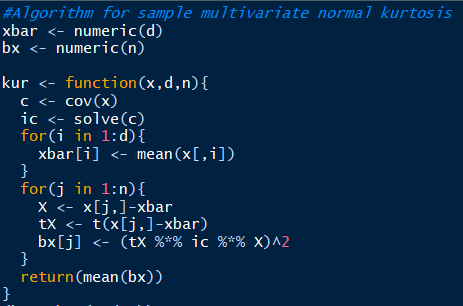 #Algorithm for sample multivariate normal kurtosis
xbar <- numeric(d)
bx <- numeric(n)
kur <- function(x,d,n){
c <- cov(x)
ic <- solve(c)
for(i in 1:d){
xbar[i] <- mean(x[,i])
}
for(j in 1:n){
X <- x[j,]-xbar
tX <- t(x[j,]-xbar)
bx[j] <- (tX %*% ic %*% X)^2
}
return(mean(bx))
}